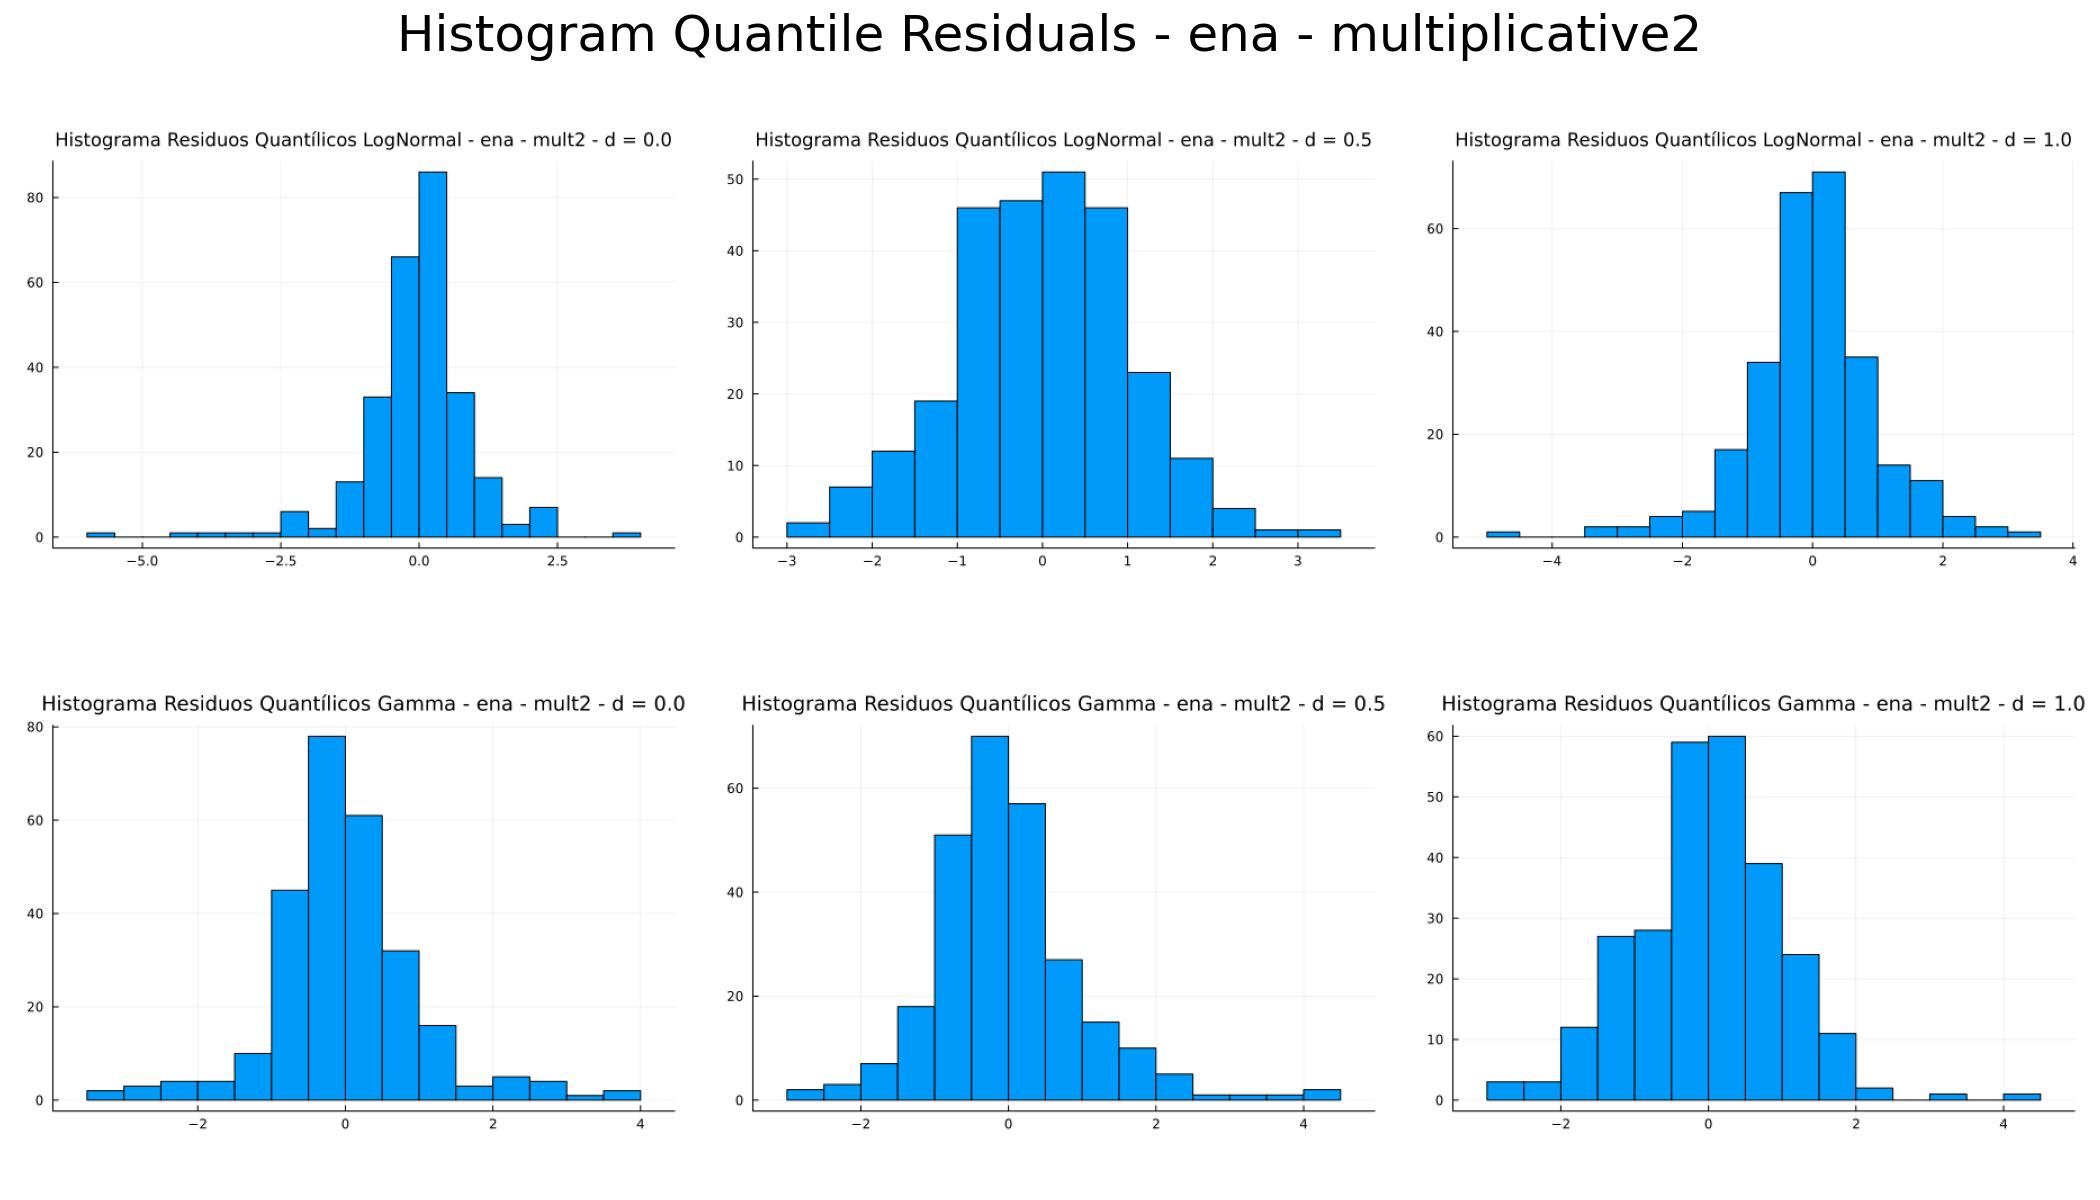 Histogram Quantile Residuals - ena - multiplicative2
Histograma Residuos Quantílicos LogNormal - ena - mult2 - d = 0.0
80
60
40
20
0
−5.0 −2.5 0.0 2.5
Histograma Residuos Quantílicos LogNormal - ena - mult2 - d = 0.5
50
40
30
20
10
0
−3 −2 −1 0 1 2 3
Histograma Residuos Quantílicos LogNormal - ena - mult2 - d = 1.0
60
40
20
0
−4 −2 0 2 4
Histograma Residuos Quantílicos Gamma - ena - mult2 - d = 0.0
80
60
40
20
0
−2 0 2 4
Histograma Residuos Quantílicos Gamma - ena - mult2 - d = 0.5
60
40
20
0
−2 0 2 4
Histograma Residuos Quantílicos Gamma - ena - mult2 - d = 1.0
60
50
40
30
20
10
0
−2 0 2 4